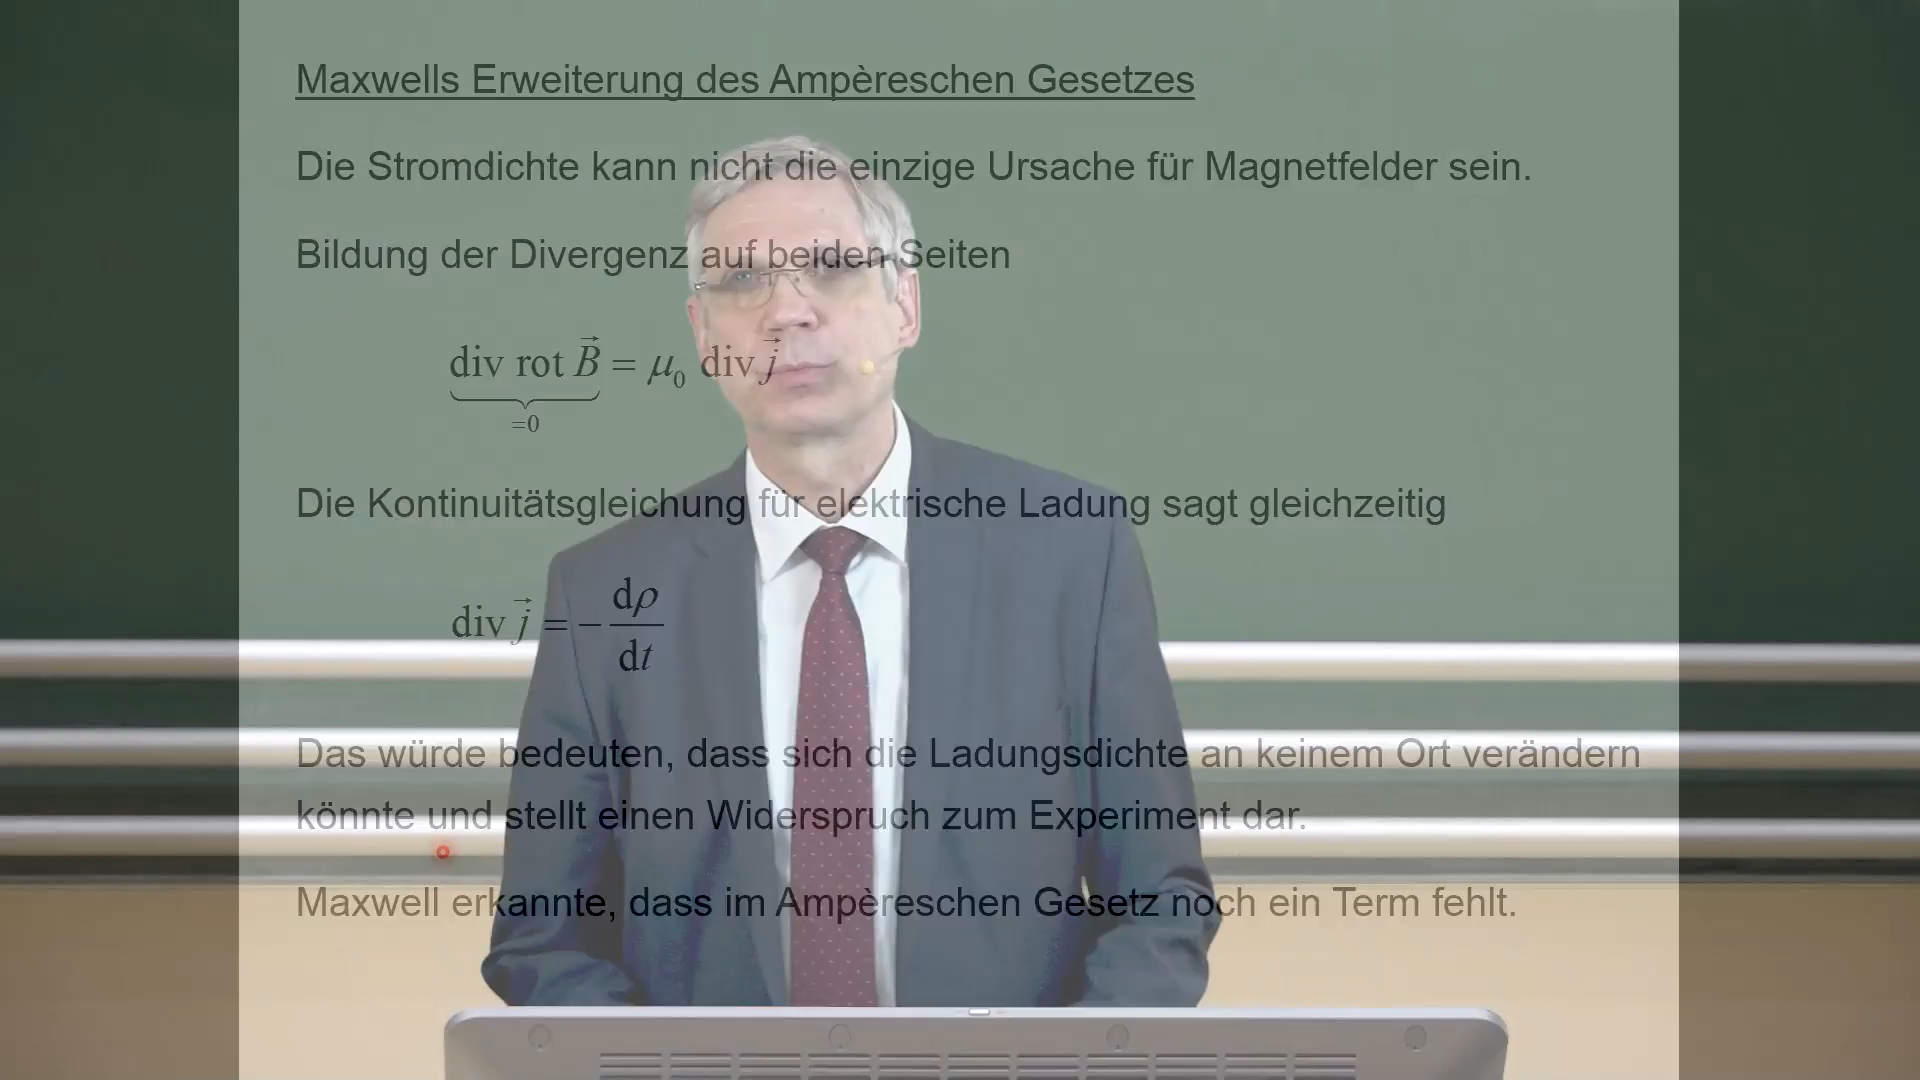 Maxwells Erweiterung des Ampèreschen Gesetzes
Die Stromdichte kann nicht die einzige Ursache für Magnetfelder sein.
Bildung der Divergenz auf beiden Seiten
div rot B⃗ = μ₀ div j⃗
=0
Die Kontinuitätsgleichung für elektrische Ladung sagt gleichzeitig
div j⃗ = − dρ/dt
Das würde bedeuten, dass sich die Ladungsdichte an keinem Ort verändern
könnte und stellt einen Widerspruch zum Experiment dar.
Maxwell erkannte, dass im Ampèreschen Gesetz noch ein Term fehlt.